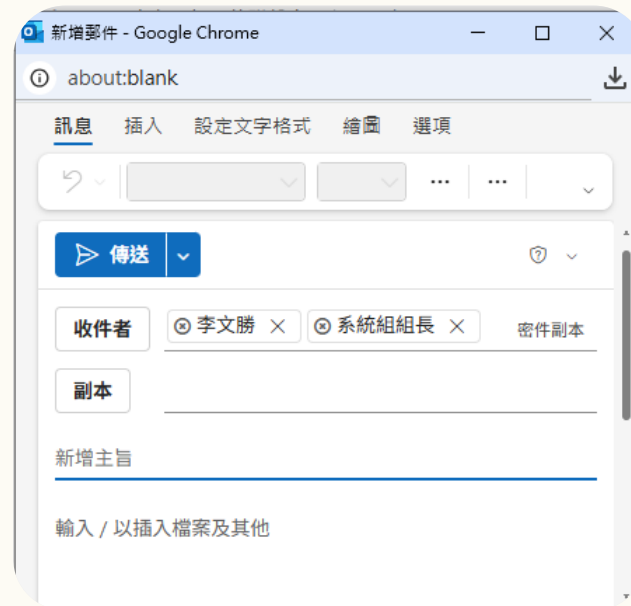 新增郵件 - Google Chrome
about:blank
訊息 插入 設定文字格式 繪圖 選項
傳送
收件者 李文勝 系統組組長 密件副本
副本
新增主旨
輸入 / 以插入檔案及其他